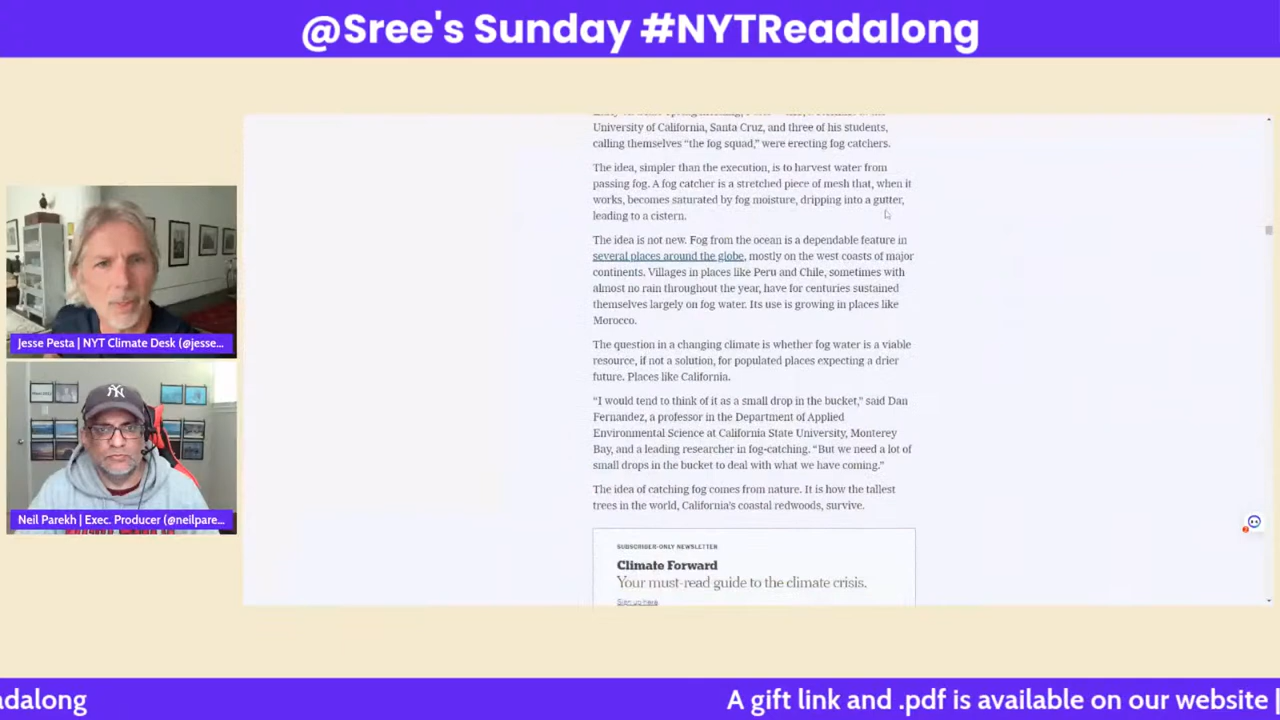 @Sree's Sunday #NYTReadalong
University of California, Santa Cruz, and three of his students,
calling themselves “the fog squad,” were erecting fog catchers.
The idea, simpler than the execution, is to harvest water from
passing fog. A fog catcher is a stretched piece of mesh that, when it
works, becomes saturated by fog moisture, dripping into a gutter,
leading to a cistern.
The idea is not new. Fog from the ocean is a dependable feature in
several places around the globe, mostly on the west coasts of major
continents. Villages in places like Peru and Chile, sometimes with
almost no rain throughout the year, have for centuries sustained
themselves largely on fog water. Its use is growing in places like
Morocco.
The question in a changing climate is whether fog water is a viable
resource, if not a solution, for populated places expecting a drier
future. Places like California.
“I would tend to think of it as a small drop in the bucket,” said Dan
Fernandez, a professor in the Department of Applied
Environmental Science at California State University, Monterey
Bay, and a leading researcher in fog-catching. “But we need a lot of
small drops in the bucket to deal with what we have coming.”
The idea of catching fog comes from nature. It is how the tallest
trees in the world, California's coastal redwoods, survive.
SUBSCRIBER-ONLY NEWSLETTER
Climate Forward
Your must-read guide to the climate crisis.
Sign up here
Jesse Pesta | NYT Climate Desk (@jesse...
Neil Parekh | Exec. Producer (@neilpare...
adalong
A gift link and .pdf is available on our website |